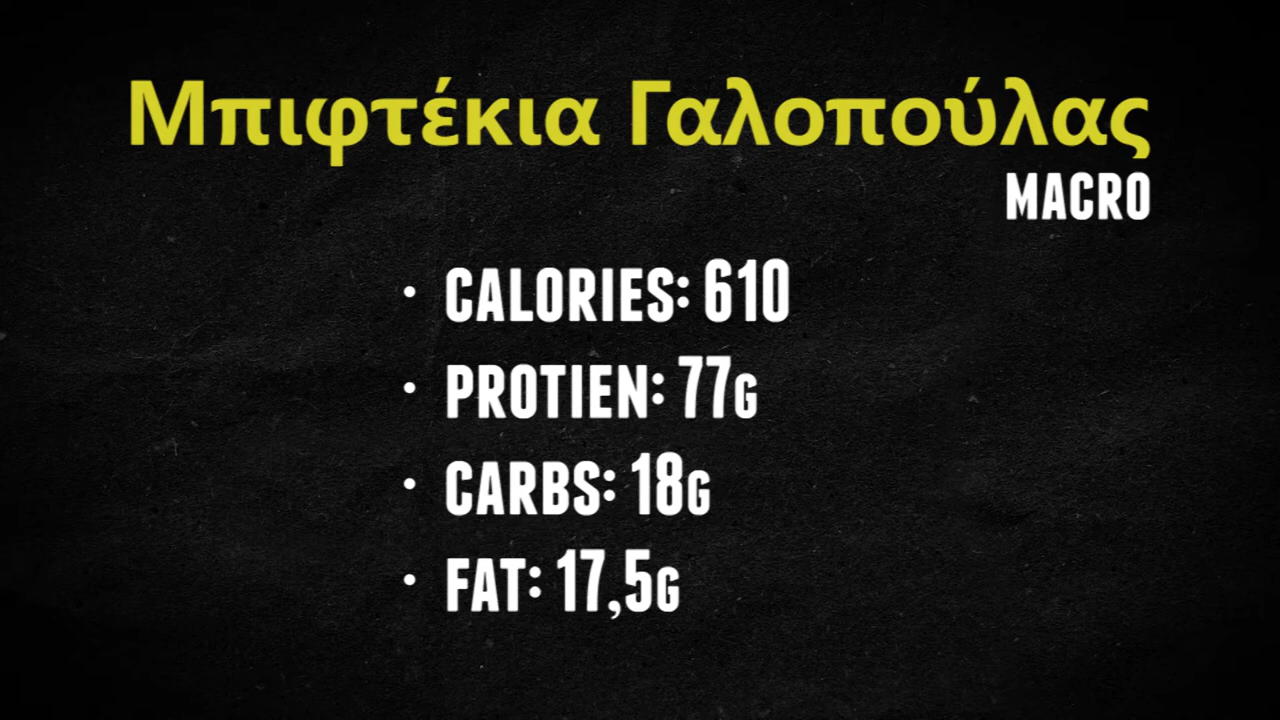 Μπιφτέκια Γαλοπούλας
MACRO
• CALORIES: 610
• PROTIEN: 77G
• CARBS: 18G
• FAT: 17,5G